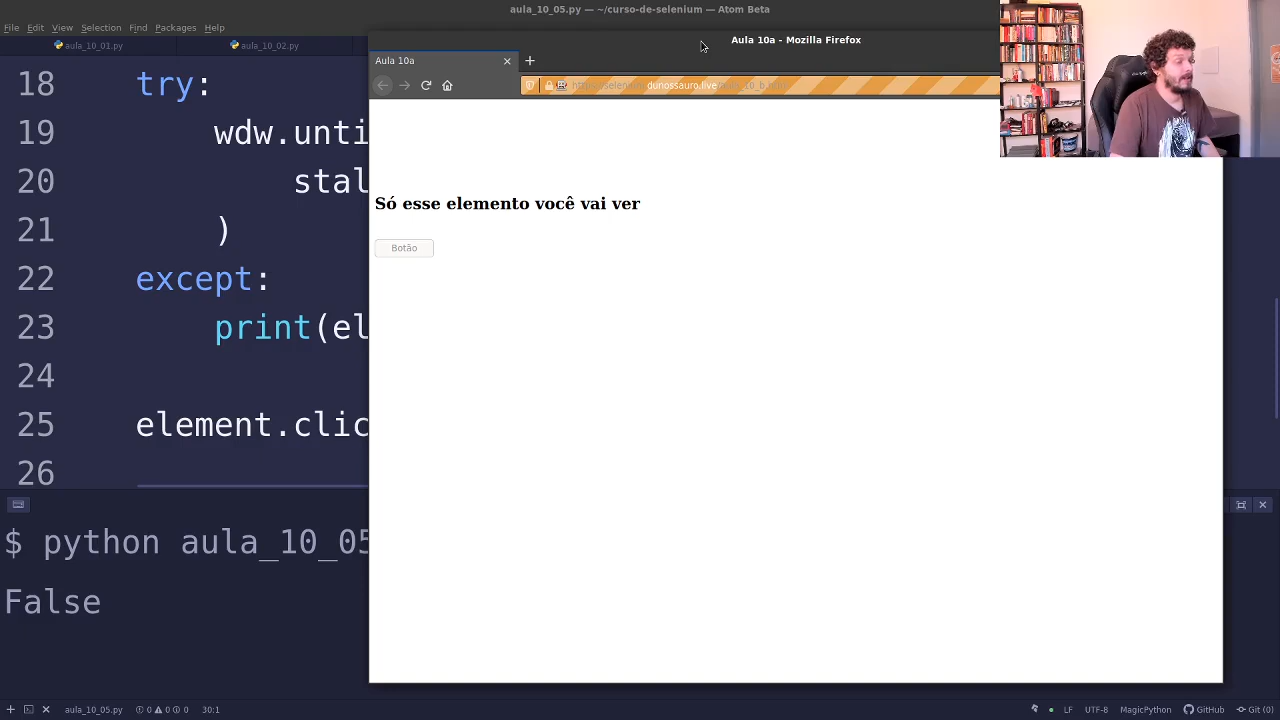 aula_10_05.py — ~/curso-de-selenium — Atom Beta
File Edit View Selection Find Packages Help
aula_10_01.py
aula_10_02.py
Aula 10a - Mozilla Firefox
Aula 10a
dunossauro.live
Só esse elemento você vai ver
Botão
18 try:
19 wdw.unti
20 stal
21 )
22 except:
23 print(el
24
25 element.clic
26
$ python aula_10_05
False
aula_10_05.py 0 0 0 30:1 LF UTF-8 MagicPython GitHub Git (0)